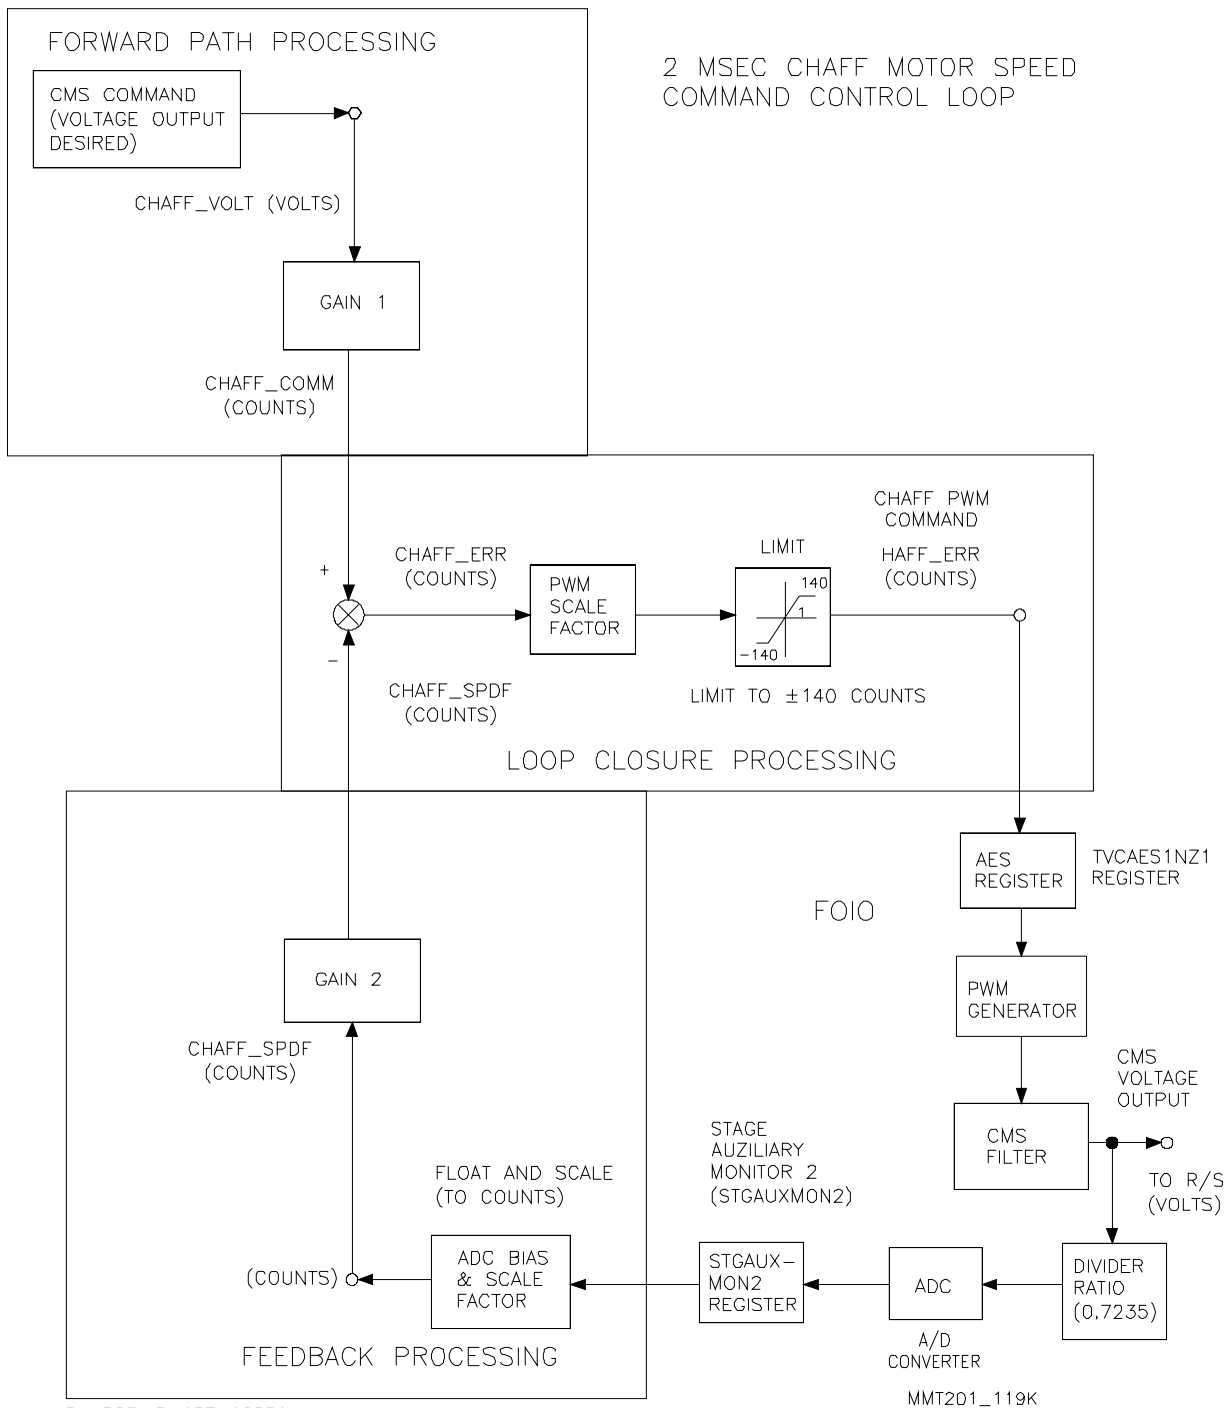 FORWARD PATH PROCESSING
2 MSEC CHAFF MOTOR SPEED
COMMAND CONTROL LOOP
CMS COMMAND
(VOLTAGE OUTPUT
DESIRED)
CHAFF_VOLT (VOLTS)
GAIN 1
CHAFF_COMM
(COUNTS)
CHAFF PWM
COMMAND
HAFF_ERR
(COUNTS)
LIMIT
CHAFF_ERR
(COUNTS)
+
PWM
SCALE
FACTOR
140
1
-140
-
CHAFF_SPDF
(COUNTS)
LIMIT TO ±140 COUNTS
LOOP CLOSURE PROCESSING
AES
REGISTER
TVCAES1NZ1
REGISTER
FOIO
GAIN 2
PWM
GENERATOR
CHAFF_SPDF
(COUNTS)
CMS
VOLTAGE
OUTPUT
CMS
FILTER
STAGE
AUZILIARY
MONITOR 2
(STGAUXMON2)
TO R/S
(VOLTS)
FLOAT AND SCALE
(TO COUNTS)
(COUNTS)
ADC BIAS
& SCALE
FACTOR
STGAUX-
MON2
REGISTER
ADC
DIVIDER
RATIO
(0.7235)
A/D
CONVERTER
FEEDBACK PROCESSING
MMT201_119K